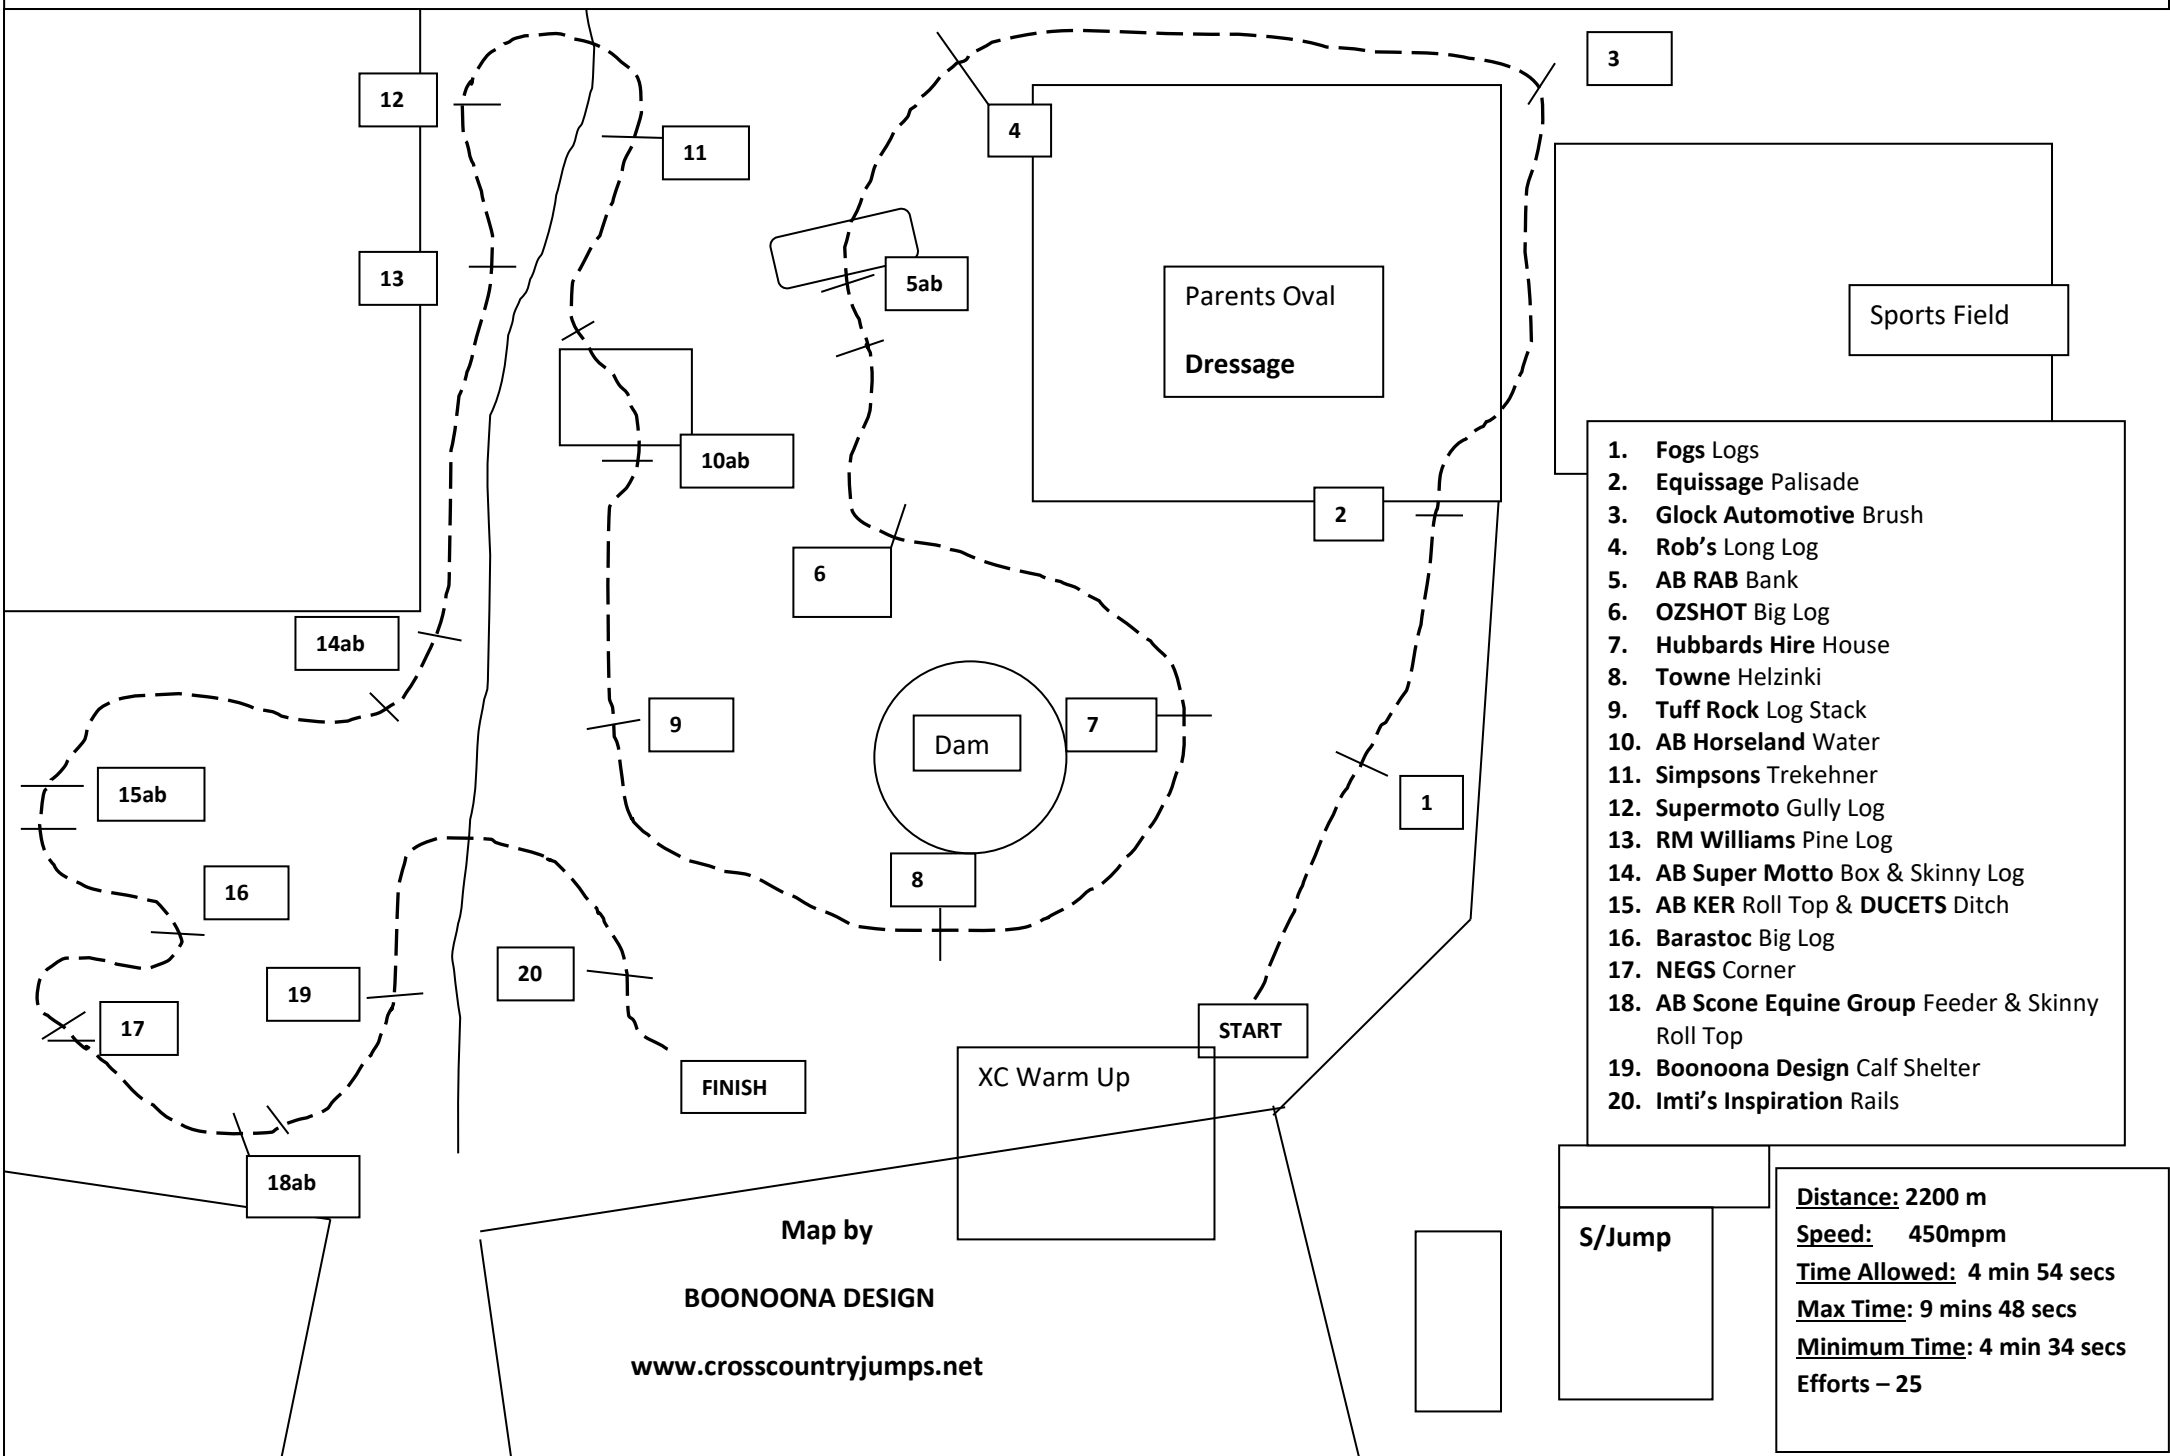 3
12
4
11
13
5ab
Parents Oval
Dressage
Sports Field
10ab
2
6
14ab
9
Dam
7
15ab
1
16
8
20
19
17
START
FINISH
XC Warm Up
18ab
1. Fogs Logs
2. Equissage Palisade
3. Glock Automotive Brush
4. Rob’s Long Log
5. AB RAB Bank
6. OZSHOT Big Log
7. Hubbards Hire House
8. Towne Helzinki
9. Tuff Rock Log Stack
10. AB Horseland Water
11. Simpsons Trekehner
12. Supermoto Gully Log
13. RM Williams Pine Log
14. AB Super Motto Box & Skinny Log
15. AB KER Roll Top & DUCETS Ditch
16. Barastoc Big Log
17. NEGS Corner
18. AB Scone Equine Group Feeder & Skinny
Roll Top
19. Boonoona Design Calf Shelter
20. Imti’s Inspiration Rails
Map by
BOONOONA DESIGN
www.crosscountryjumps.net
S/Jump
Distance: 2200 m
Speed: 450mpm
Time Allowed: 4 min 54 secs
Max Time: 9 mins 48 secs
Minimum Time: 4 min 34 secs
Efforts – 25